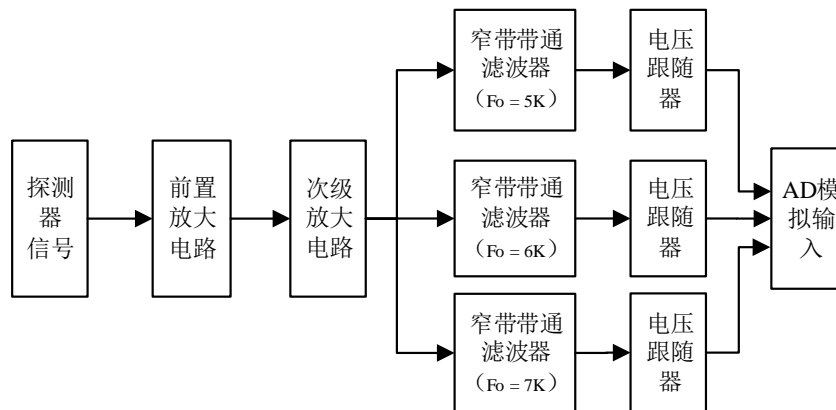 探测
器
信号
前置
放大
电路
次级
放大
电路
窄带带通
滤波器
（Fo = 5K）
电压
跟随
器
窄带带通
滤波器
（Fo = 6K）
电压
跟随
器
窄带带通
滤波器
（Fo = 7K）
电压
跟随
器
AD模
拟输
入